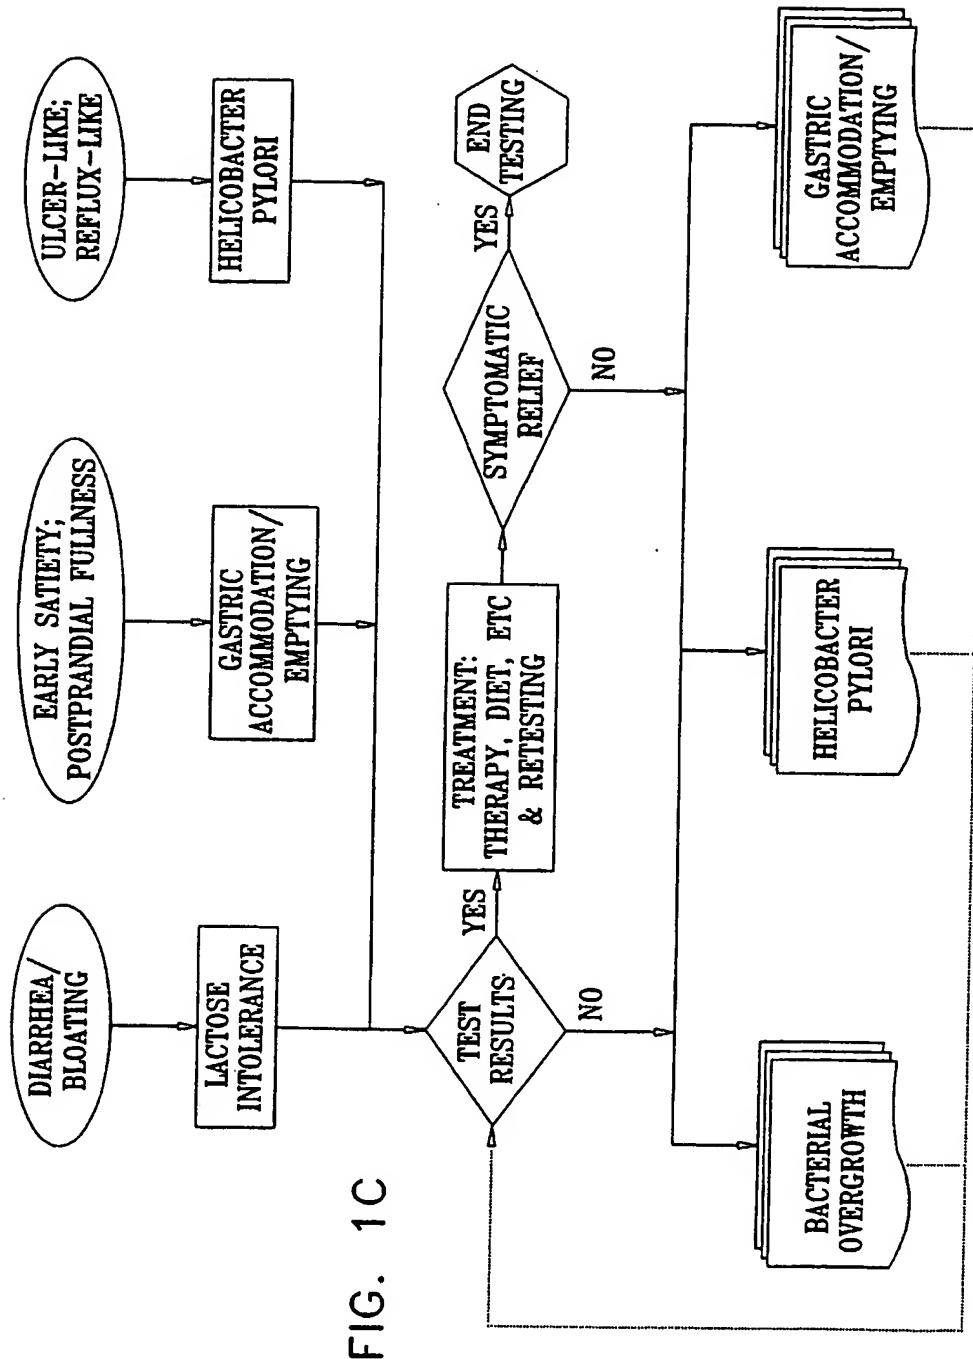 DIARRHEA/
BLOATING
EARLY SATIETY;
POSTPRANDIAL FULLNESS
ULCER-LIKE;
REFLUX-LIKE
LACTOSE
INTOLERANCE
GASTRIC
ACCOMMODATION/
EMPTYING
HELICOBACTER
PYLORI
FIG. 1C
TEST
RESULTS
YES
NO
TREATMENT:
THERAPY, DIET, ETC
& RETESTING
SYMPTOMATIC
RELIEF
YES
NO
END
TESTING
BACTERIAL
OVERGROWTH
HELICOBACTER
PYLORI
GASTRIC
ACCOMMODATION/
EMPTYING